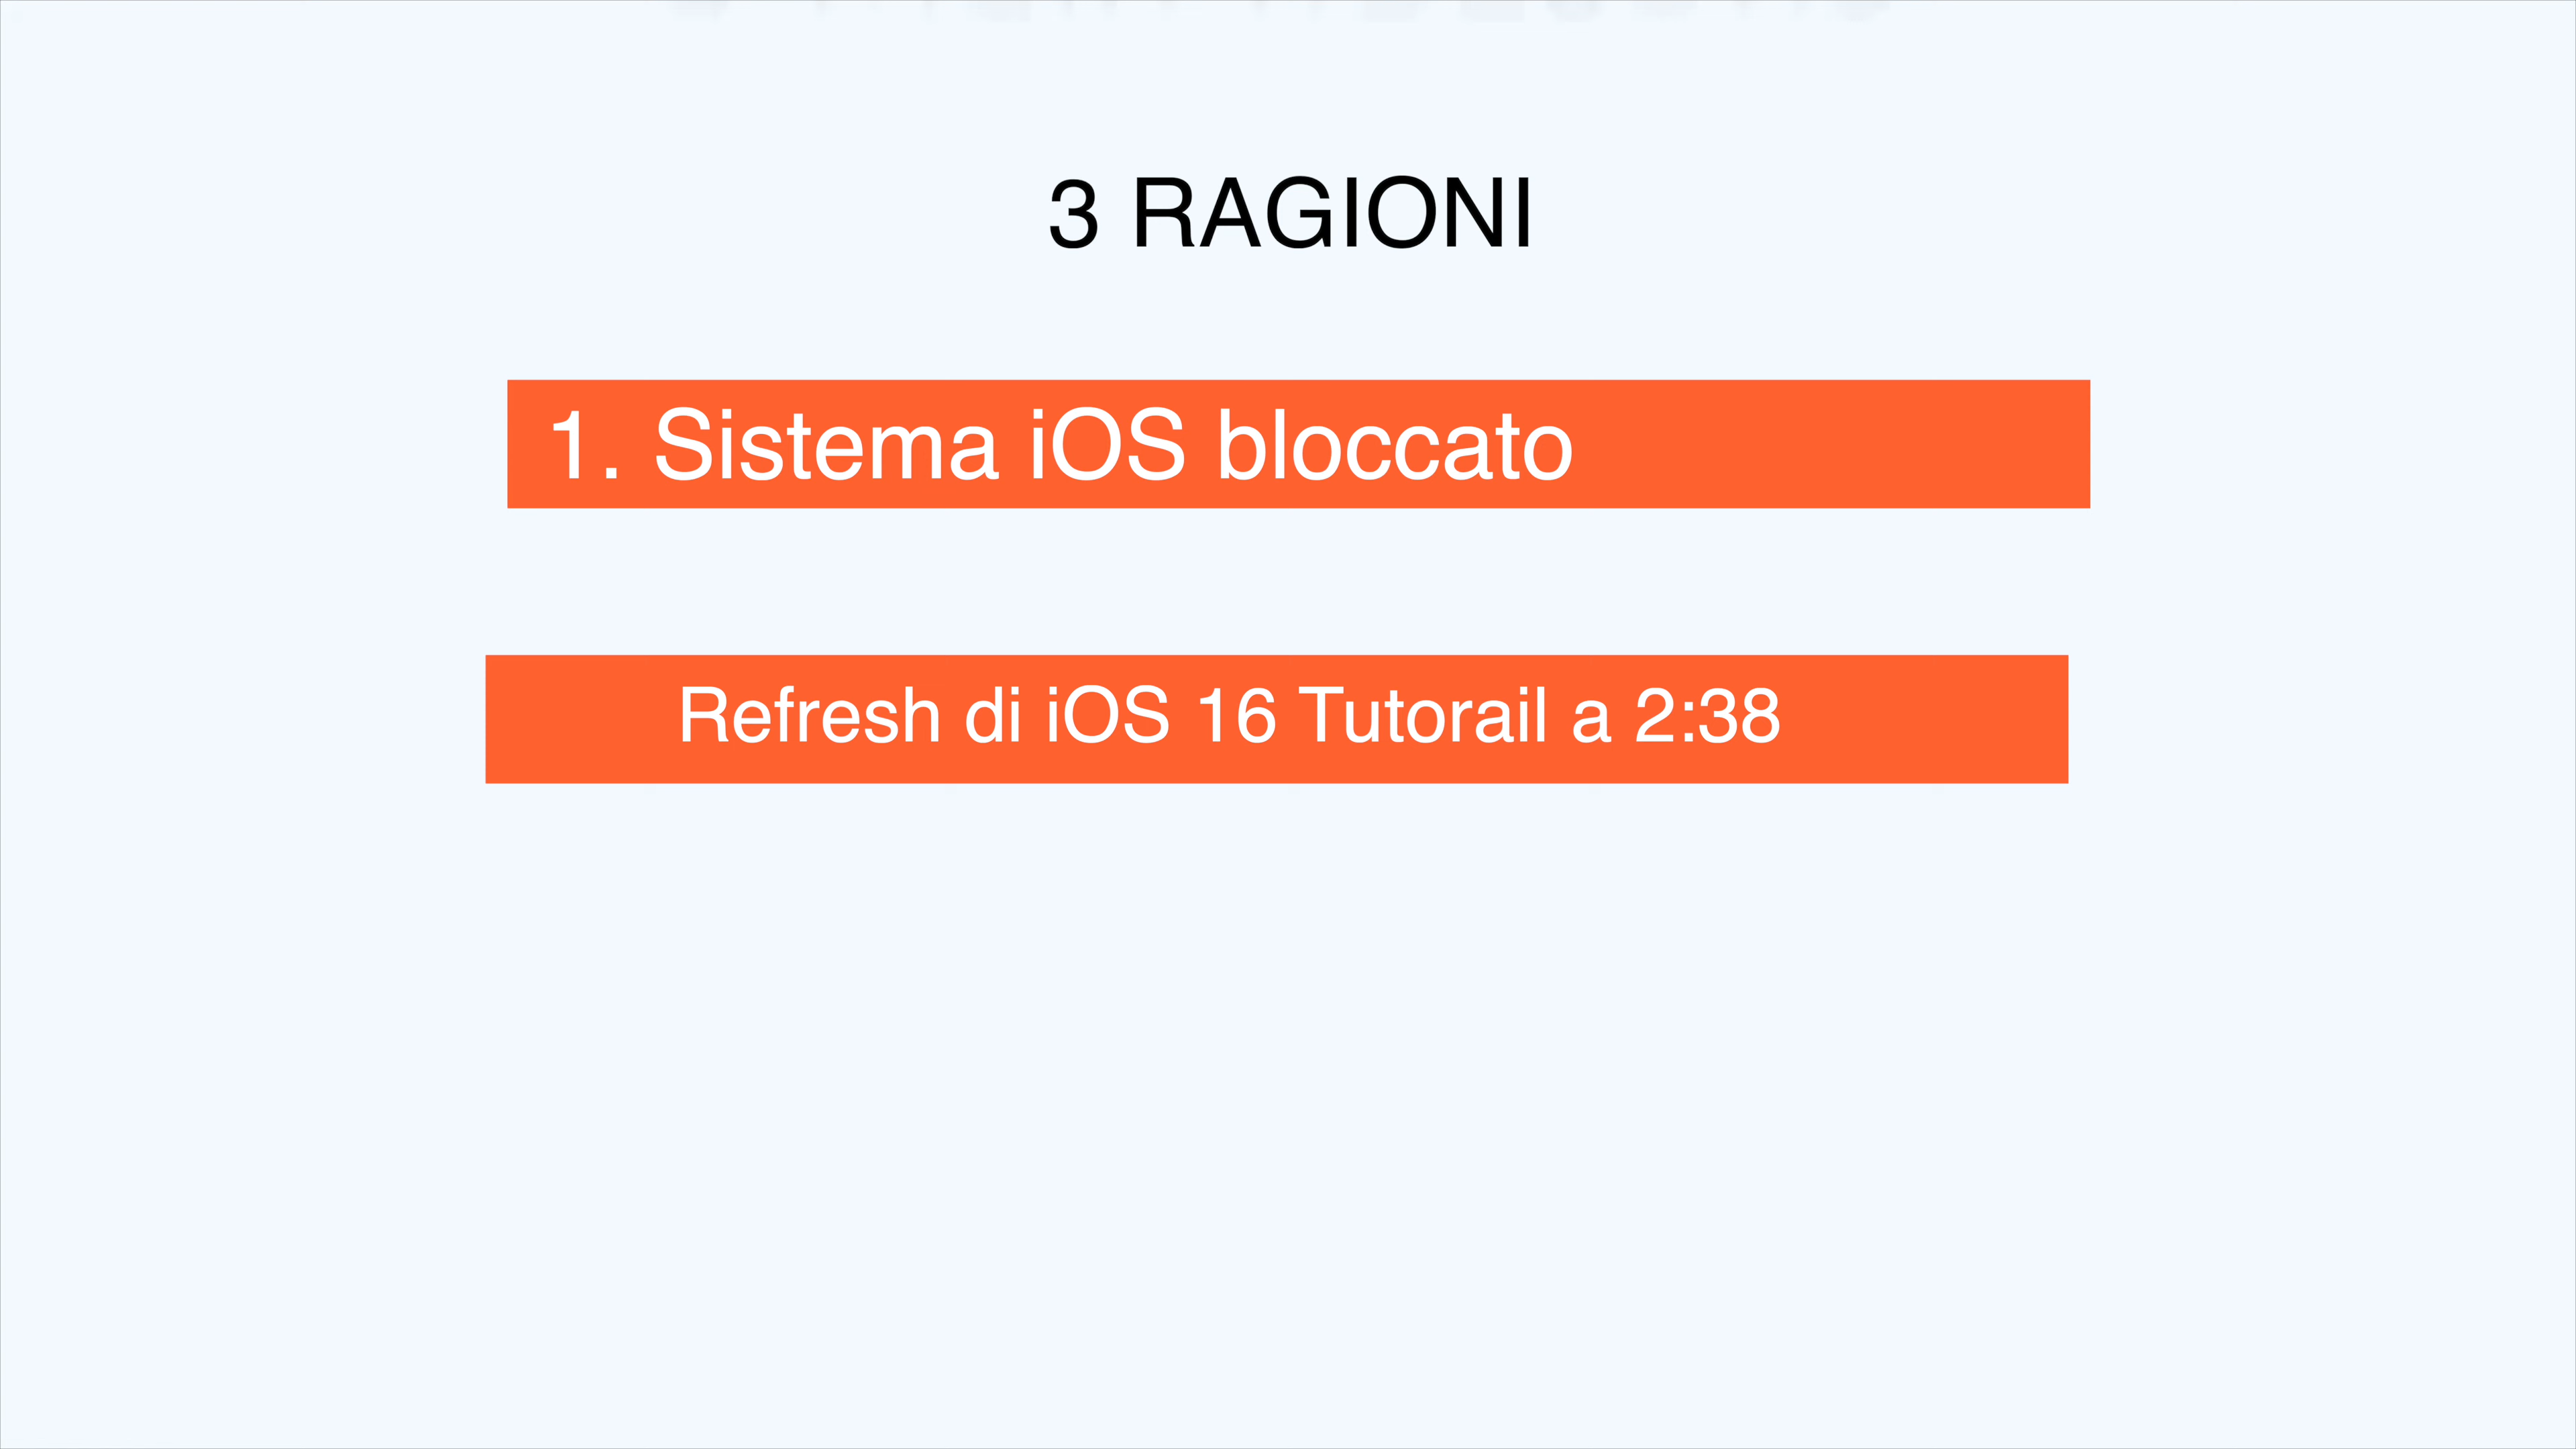 3 RAGIONI
1. Sistema iOS bloccato
Refresh di iOS 16 Tutorail a 2:38